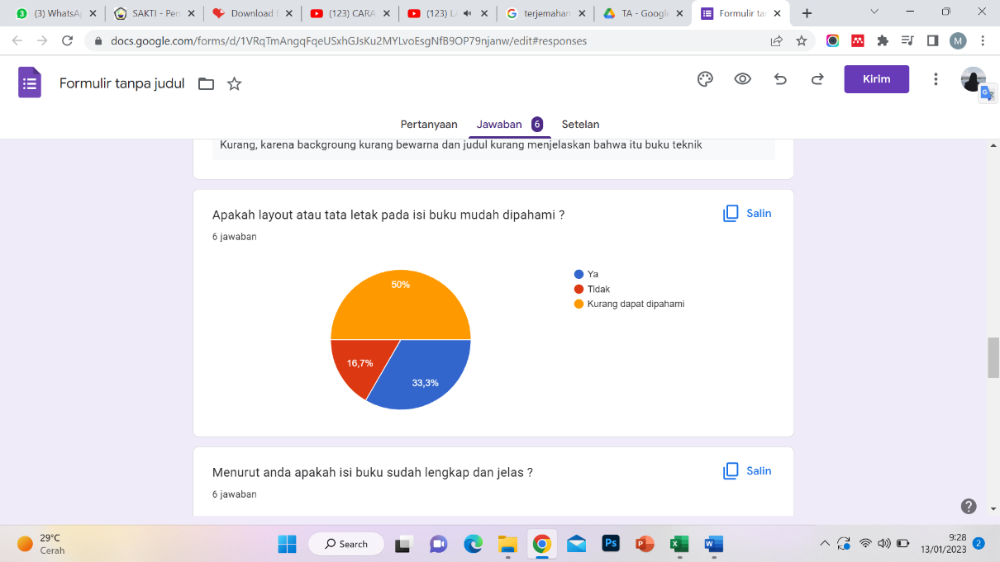 (3) WhatsAp
SAKTI - Pen
Download
(123) CARA
(123) L
terjemahan
TA - Google
Formulir ta
docs.google.com/forms/d/1VRqTmAngqFqeUSxhGJsKu2MYLvoEsgNfB9OP79njanw/edit#responses
M
Formulir tanpa judul
Kirim
Pertanyaan
Jawaban 6
Setelan
Kurang, karena backgroung kurang bewarna dan judul kurang menjelaskan bahwa itu buku teknik
Apakah layout atau tata letak pada isi buku mudah dipahami ?
Salin
6 jawaban
50%
16,7%
33,3%
Ya
Tidak
Kurang dapat dipahami
Menurut anda apakah isi buku sudah lengkap dan jelas ?
Salin
6 jawaban
29°C
Cerah
Search
Ps
9:28
13/01/2023
2